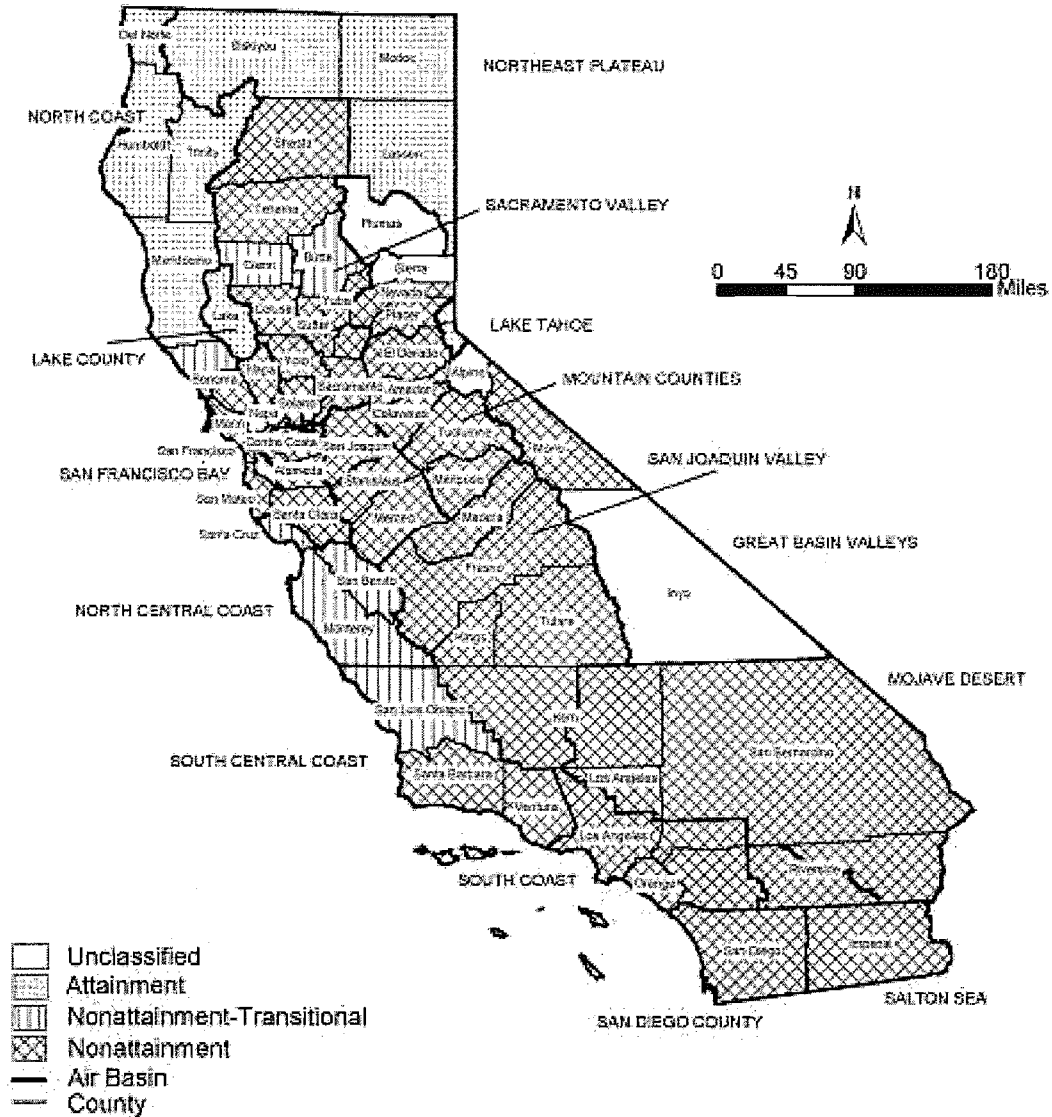 Del Norte
Siskiyou
Modoc
NORTHEAST PLATEAU
NORTH COAST
Humboldt
Trinity
Shasta
Lassen
Tehama
SACRAMENTO VALLEY
Plumas
N
Mendocino
Glenn
Butte
Sierra
0 45 90 180
Miles
Colusa
Yuba
Nevada
Placer
Lake
Sutter
LAKE TAHOE
LAKE COUNTY
Yolo
El Dorado
Alpine
MOUNTAIN COUNTIES
Sonoma
Napa
Sacramento
Amador
Solano
Napa
Calaveras
Marin
Tuolumne
Mono
Contra Costa
San Joaquin
San Francisco
SAN JOAQUIN VALLEY
SAN FRANCISCO BAY
Alameda
Stanislaus
Mariposa
San Mateo
Santa Clara
Merced
Madera
Santa Cruz
GREAT BASIN VALLEYS
Fresno
San Benito
Inyo
NORTH CENTRAL COAST
Monterey
Kings
Tulare
MOJAVE DESERT
San Luis Obispo
Kern
San Bernardino
SOUTH CENTRAL COAST
Santa Barbara
Los Angeles
Ventura
Los Angeles
Riverside
SOUTH COAST
Orange
San Diego
Imperial
SALTON SEA
SAN DIEGO COUNTY
Unclassified
Attainment
Nonattainment-Transitional
Nonattainment
Air Basin
County